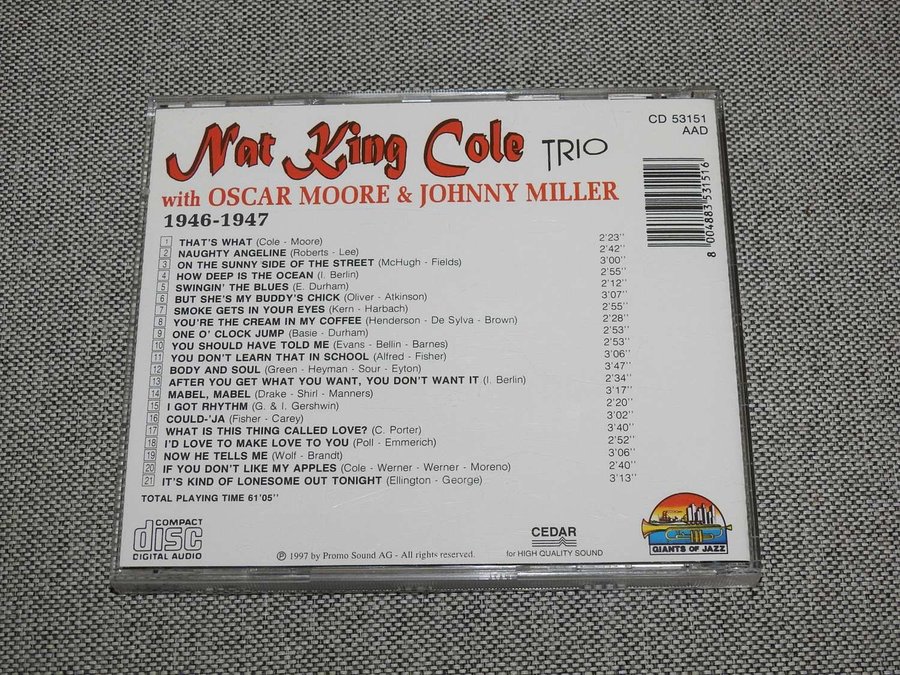 Nat King Cole TRIO
with OSCAR MOORE & JOHNNY MILLER
1946-1947
CD 53151
AAD
8 004883 531516
1 THAT'S WHAT (Cole - Moore) 2'23''
2 NAUGHTY ANGELINE (Roberts - Lee) 2'42''
3 ON THE SUNNY SIDE OF THE STREET (McHugh - Fields) 3'00''
4 HOW DEEP IS THE OCEAN (I. Berlin) 2'55''
5 SWINGIN' THE BLUES (E. Durham) 2'12''
6 BUT SHE'S MY BUDDY'S CHICK (Oliver - Atkinson) 3'07''
7 SMOKE GETS IN YOUR EYES (Kern - Harbach) 2'55''
8 YOU'RE THE CREAM IN MY COFFEE (Henderson - De Sylva - Brown) 2'28''
9 ONE O' CLOCK JUMP (Basie - Durham) 2'53''
10 YOU SHOULD HAVE TOLD ME (Evans - Bellin - Barnes) 2'53''
11 YOU DON'T LEARN THAT IN SCHOOL (Alfred - Fisher) 3'06''
12 BODY AND SOUL (Green - Heyman - Sour - Eyton) 3'47''
13 AFTER YOU GET WHAT YOU WANT, YOU DON'T WANT IT (I. Berlin) 2'34''
14 MABEL, MABEL (Drake - Shirl - Manners) 3'17''
15 I GOT RHYTHM (G. & I. Gershwin) 2'20''
16 COULD-'JA (Fisher - Carey) 3'02''
17 WHAT IS THIS THING CALLED LOVE? (C. Porter) 3'40''
18 I'D LOVE TO MAKE LOVE TO YOU (Poll - Emmerich) 2'52''
19 NOW HE TELLS ME (Wolf - Brandt) 3'06''
20 IF YOU DON'T LIKE MY APPLES (Cole - Werner - Werner - Moreno) 2'40''
21 IT'S KIND OF LONESOME OUT TONIGHT (Ellington - George) 3'13''
TOTAL PLAYING TIME 61'05''
COMPACT
disc
DIGITAL AUDIO
℗ 1997 by Promo Sound AG - All rights reserved.
CEDAR
for HIGH QUALITY SOUND
GIANTS OF JAZZ